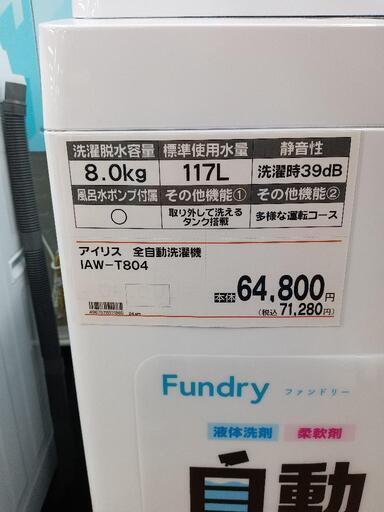 洗濯脱水容量 標準使用水量 静音性
8.0kg 117L 洗濯時39dB
風呂水ポンプ付属 その他機能① その他機能②
○ 取り外して洗える
タンク搭載 多様な運転コース
アイリス 全自動洗濯機
IAW-T804
本体 64,800円
(税込 71,280円)
Fundry ファンドリー
液体洗剤 柔軟剤
自動